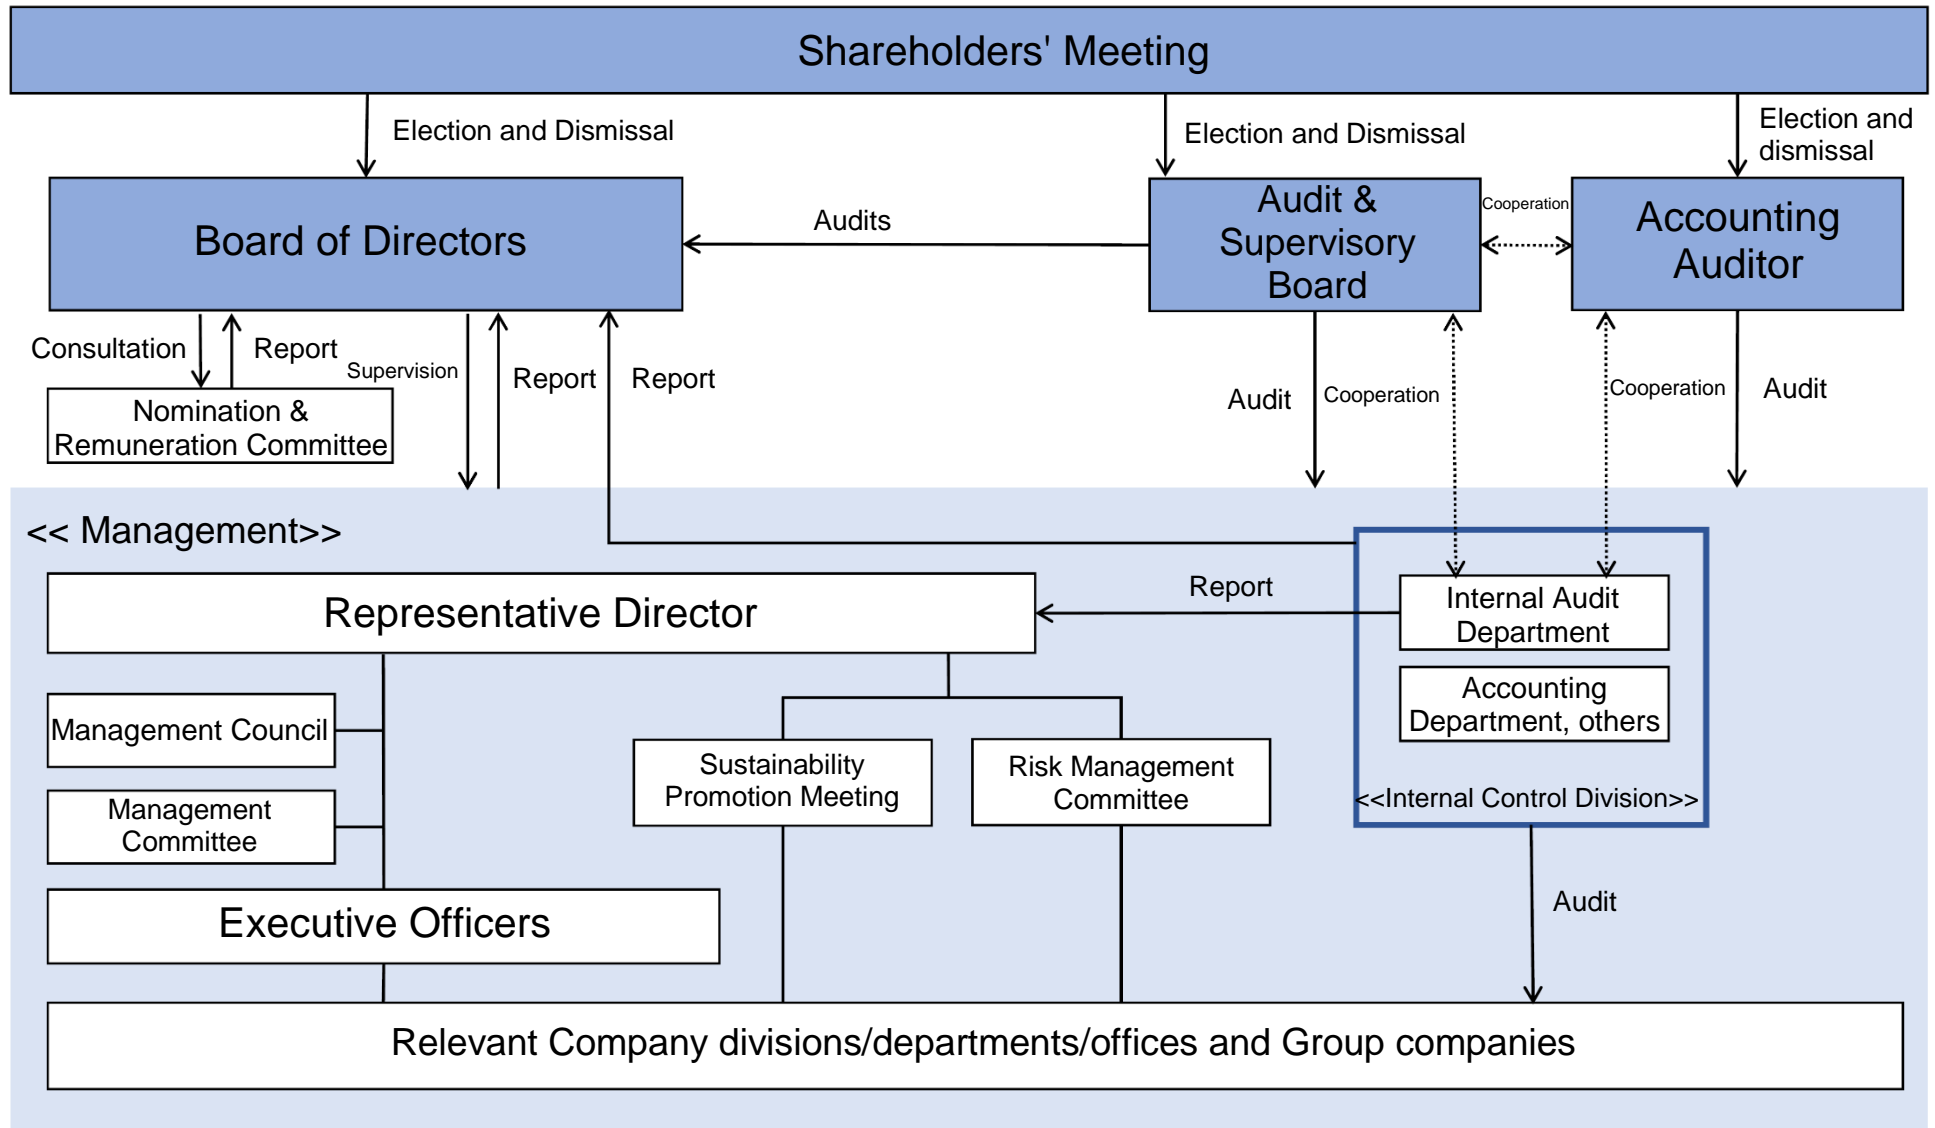 Shareholders' Meeting
Election and Dismissal
Election and Dismissal
Election and
dismissal
Board of Directors
Audits
Audit &
Supervisory
Board
Cooperation
Accounting
Auditor
Consultation
Report
Supervision
Report
Report
Audit
Cooperation
Cooperation
Audit
Nomination &
Remuneration Committee
<< Management>>
Representative Director
Report
Internal Audit
Department
Accounting
Department, others
<<Internal Control Division>>
Management Council
Sustainability
Promotion Meeting
Risk Management
Committee
Management
Committee
Executive Officers
Audit
Relevant Company divisions/departments/offices and Group companies